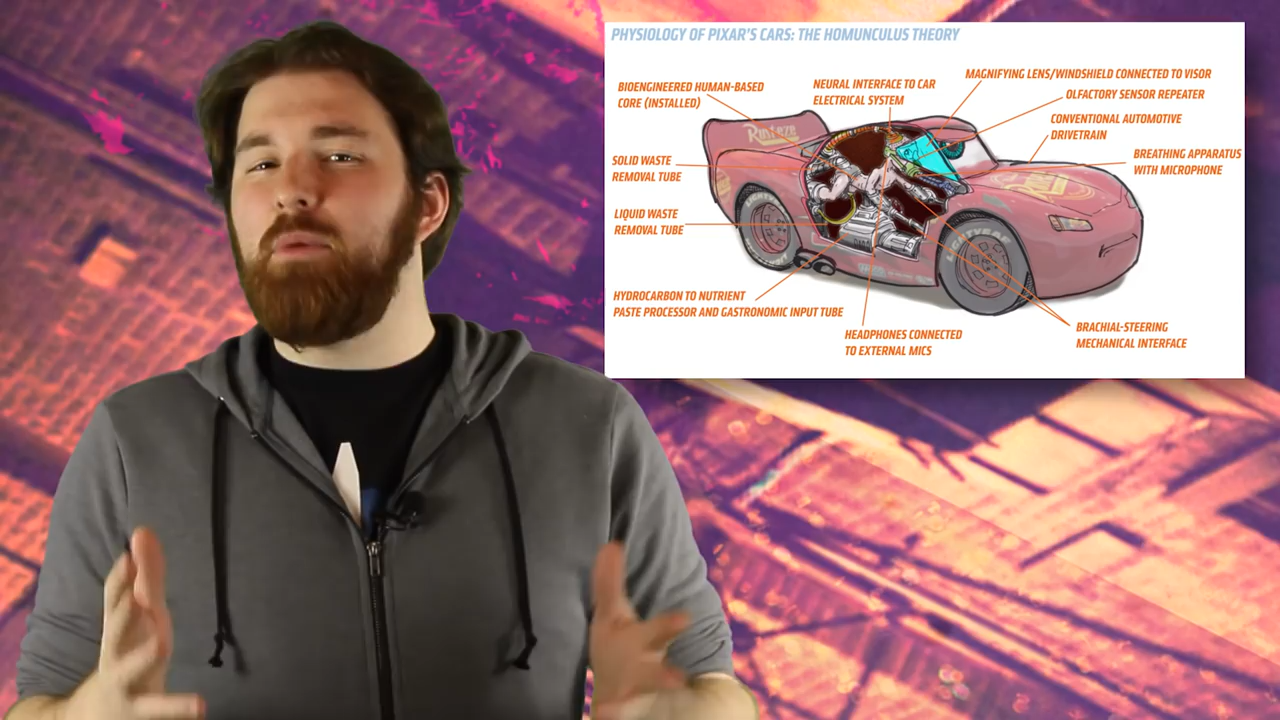 PHYSIOLOGY OF PIXAR'S CARS: THE HOMUNCULUS THEORY
BIOENGINEERED HUMAN-BASED
CORE (INSTALLED)
NEURAL INTERFACE TO CAR
ELECTRICAL SYSTEM
MAGNIFYING LENS/WINDSHIELD CONNECTED TO VISOR
OLFACTORY SENSOR REPEATER
CONVENTIONAL AUTOMOTIVE
DRIVETRAIN
BREATHING APPARATUS
WITH MICROPHONE
SOLID WASTE
REMOVAL TUBE
LIQUID WASTE
REMOVAL TUBE
HYDROCARBON TO NUTRIENT
PASTE PROCESSOR AND GASTRONOMIC INPUT TUBE
HEADPHONES CONNECTED
TO EXTERNAL MICS
BRACHIAL-STEERING
MECHANICAL INTERFACE
Rust-eze
LIGHTYEAR